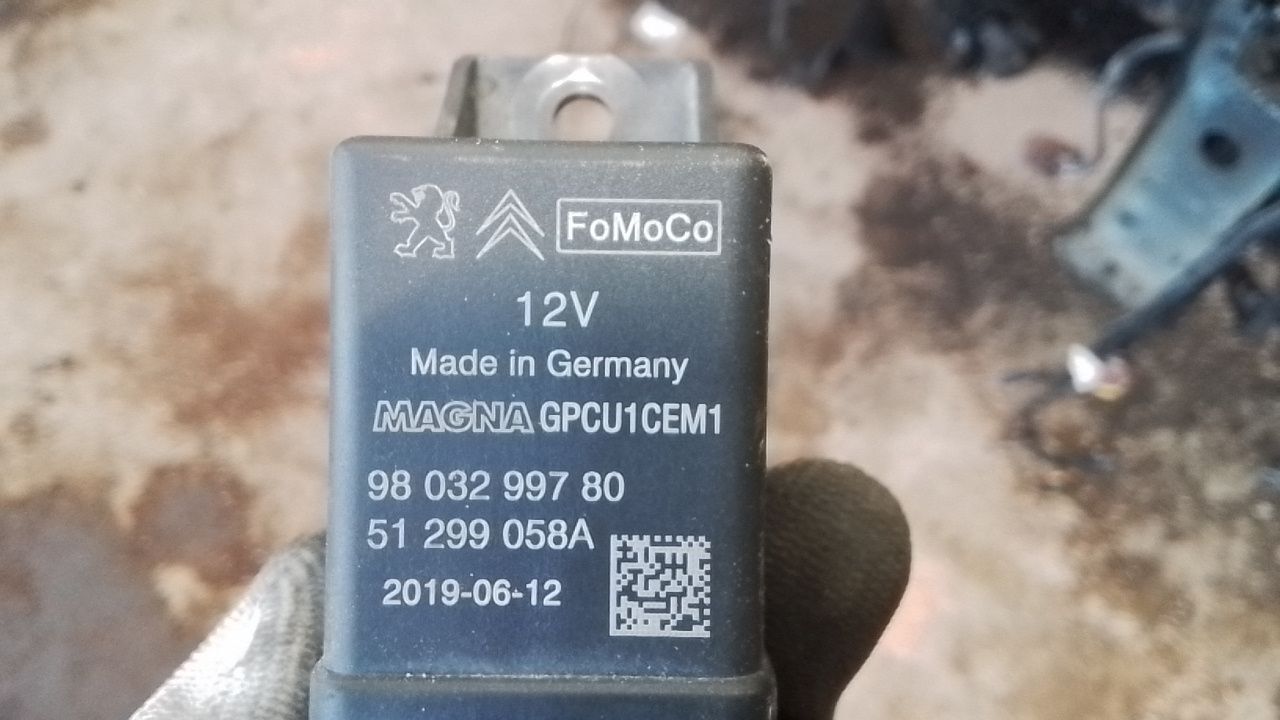 FoMoCo
12V
Made in Germany
MAGNA GPCU1CEM1
98 032 997 80
51 299 058A
2019-06-12